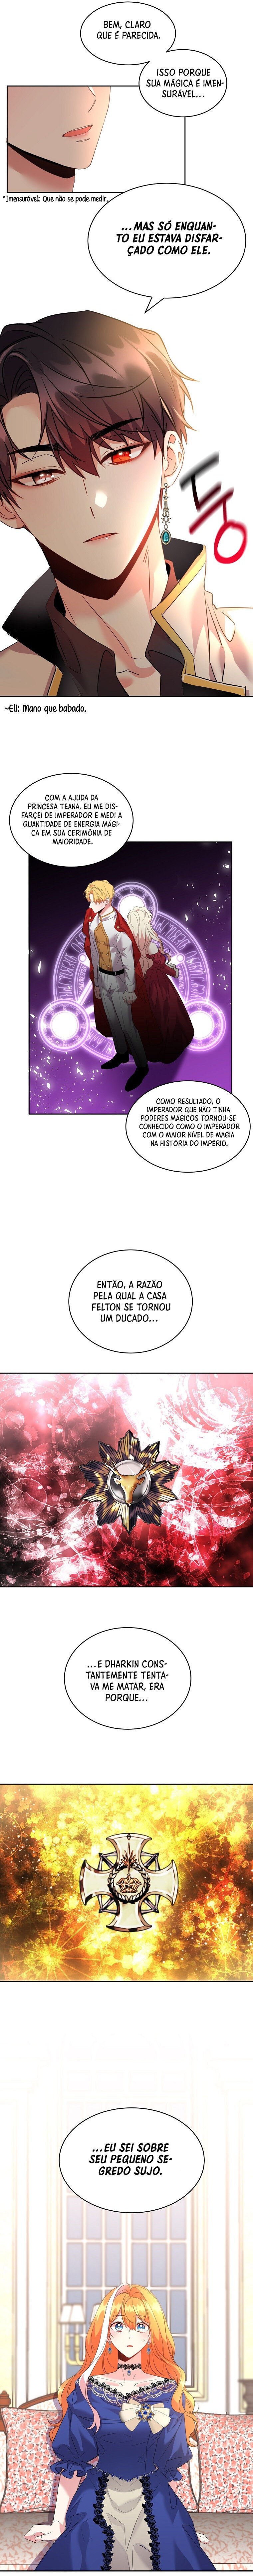 BEM, CLARO
QUE É PARECIDA.
ISSO PORQUE
SUA MÁGICA É IMEN-
SURÁVEL...
*Imensurável: Que não se pode medir.
...MAS SÓ ENQUAN-
TO EU ESTAVA DISFAR-
ÇADO COMO ELE.
둥
~Eli: Mano que babado.
COM A AJUDA DA
PRINCESA TEANA, EU ME DIS-
FARCEI DE IMPERADOR E MEDI A
QUANTIDADE DE ENERGIA MÁGI-
CA EM SUA CERIMÔNIA DE
MAIORIDADE.
COMO RESULTADO, O
IMPERADOR QUE NÃO TINHA
PODERES MÁGICOS TORNOU-SE
CONHECIDO COMO O IMPERADOR
COM O MAIOR NÍVEL DE MAGIA
NA HISTÓRIA DO IMPÉRIO.
ENTÃO, A RAZÃO
PELA QUAL A CASA
FELTON SE TORNOU
UM DUCADO...
...E DHARKIN CONS-
TANTEMENTE TENTA-
VA ME MATAR, ERA
PORQUE...
...EU SEI SOBRE
SEU PEQUENO SE-
GREDO SUJO.